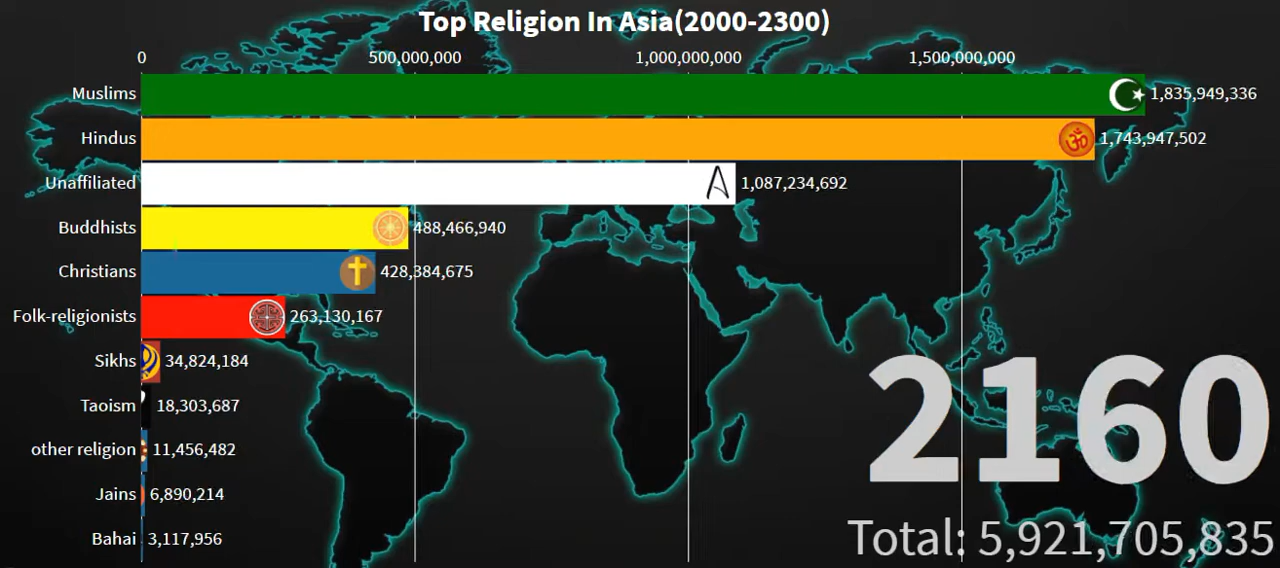 Top Religion In Asia(2000-2300)
0 500,000,000 1,000,000,000 1,500,000,000
Muslims 1,835,949,336
Hindus 1,743,947,502
Unaffiliated 1,087,234,692
Buddhists 488,466,940
Christians 428,384,675
Folk-religionists 263,130,167
Sikhs 34,824,184
Taoism 18,303,687
other religion 11,456,482
Jains 6,890,214
Bahai 3,117,956
2160
Total: 5,921,705,835